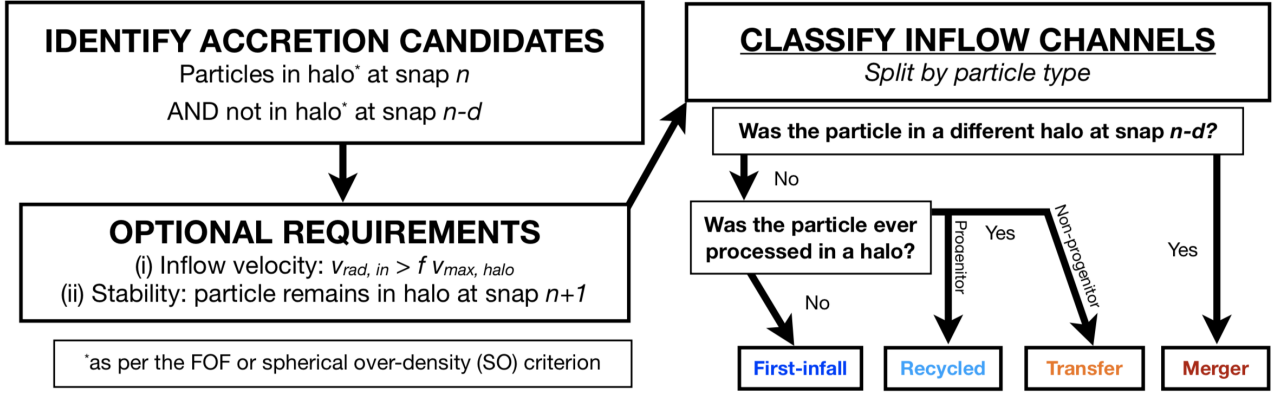 IDENTIFY ACCRETION CANDIDATES
Particles in halo* at snap n
AND not in halo* at snap n-d
OPTIONAL REQUIREMENTS
(i) Inflow velocity: vrad, in > f vmax, halo
(ii) Stability: particle remains in halo at snap n+1
*as per the FOF or spherical over-density (SO) criterion
CLASSIFY INFLOW CHANNELS
Split by particle type
Was the particle in a different halo at snap n-d?
No
Was the particle ever
processed in a halo?
Progenitor
Yes
Non-progenitor
Yes
No
First-infall
Recycled
Transfer
Merger